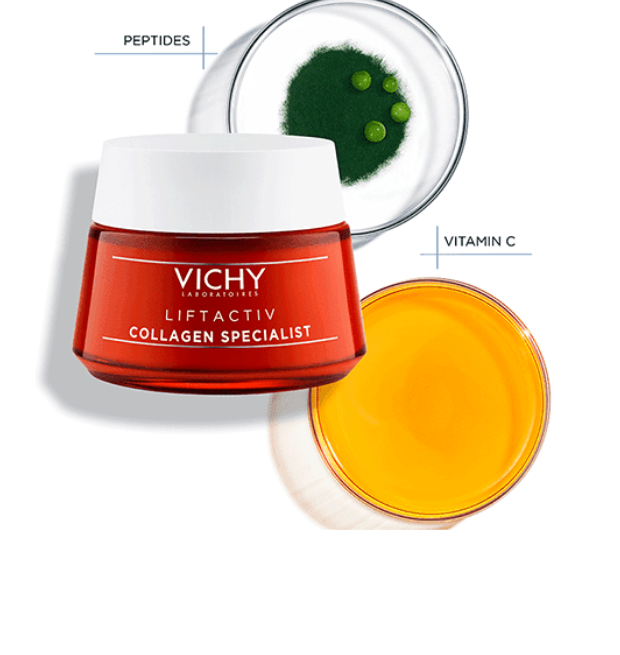 PEPTIDES
VITAMIN C
VICHY
LABORATOIRES
LIFTACTIV
COLLAGEN SPECIALIST